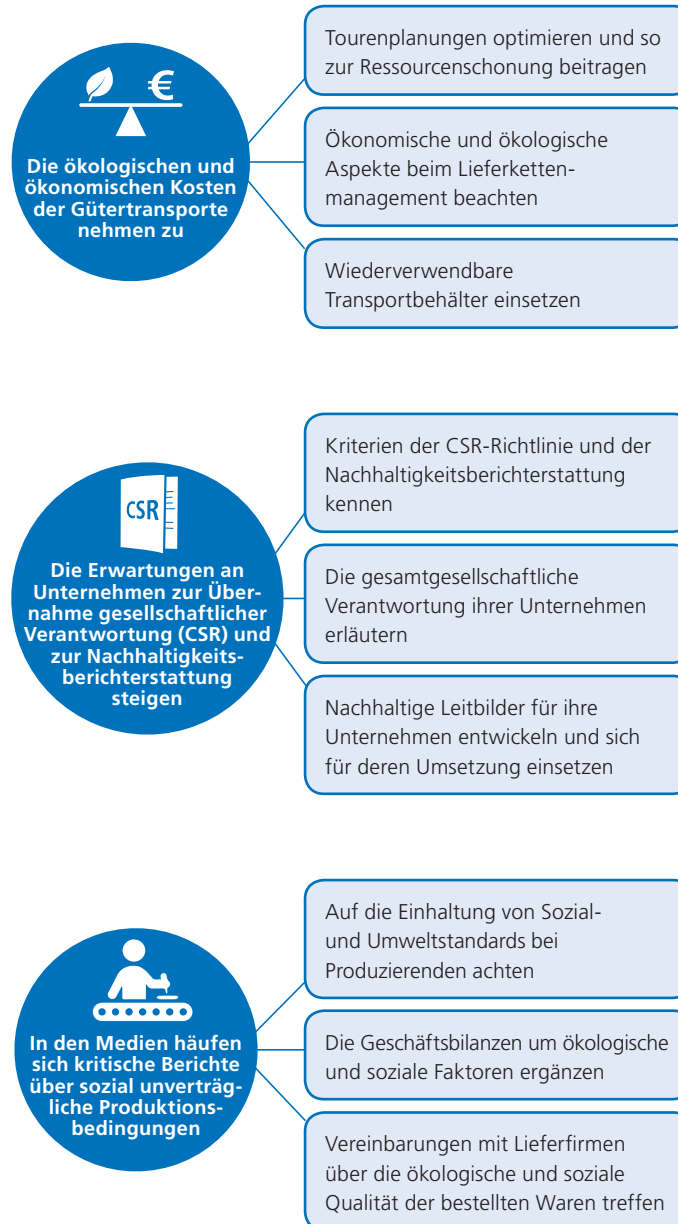 €
Die ökologischen und
ökonomischen Kosten
der Gütertransporte
nehmen zu
Tourenplanungen optimieren und so
zur Ressourcenschonung beitragen
Ökonomische und ökologische
Aspekte beim Lieferketten-
management beachten
Wiederverwendbare
Transportbehälter einsetzen
CSR
Die Erwartungen an
Unternehmen zur Über-
nahme gesellschaftlicher
Verantwortung (CSR) und
zur Nachhaltigkeits-
berichterstattung
steigen
Kriterien der CSR-Richtlinie und der
Nachhaltigkeitsberichterstattung
kennen
Die gesamtgesellschaftliche
Verantwortung ihrer Unternehmen
erläutern
Nachhaltige Leitbilder für ihre
Unternehmen entwickeln und sich
für deren Umsetzung einsetzen
In den Medien häufen
sich kritische Berichte
über sozial unverträg-
liche Produktions-
bedingungen
Auf die Einhaltung von Sozial-
und Umweltstandards bei
Produzierenden achten
Die Geschäftsbilanzen um ökologische
und soziale Faktoren ergänzen
Vereinbarungen mit Lieferfirmen
über die ökologische und soziale
Qualität der bestellten Waren treffen